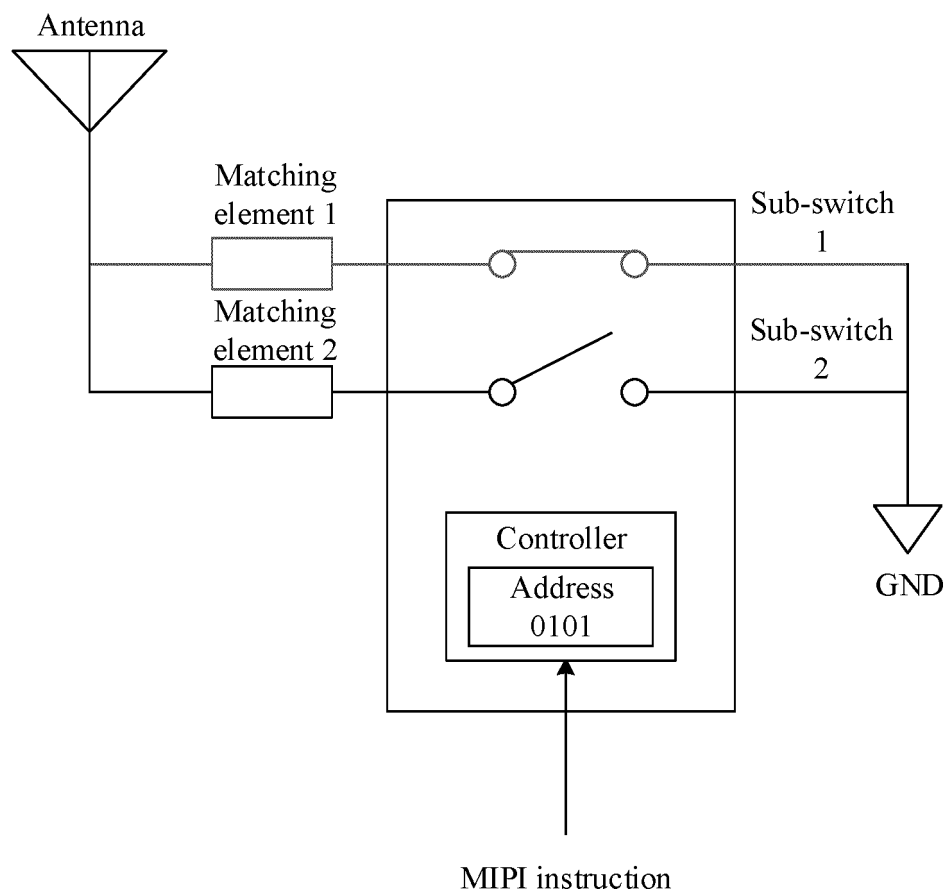 Antenna
Matching
element 1
Sub-switch
1
Matching
element 2
Sub-switch
2
Controller
Address
0101
GND
MIPI instruction